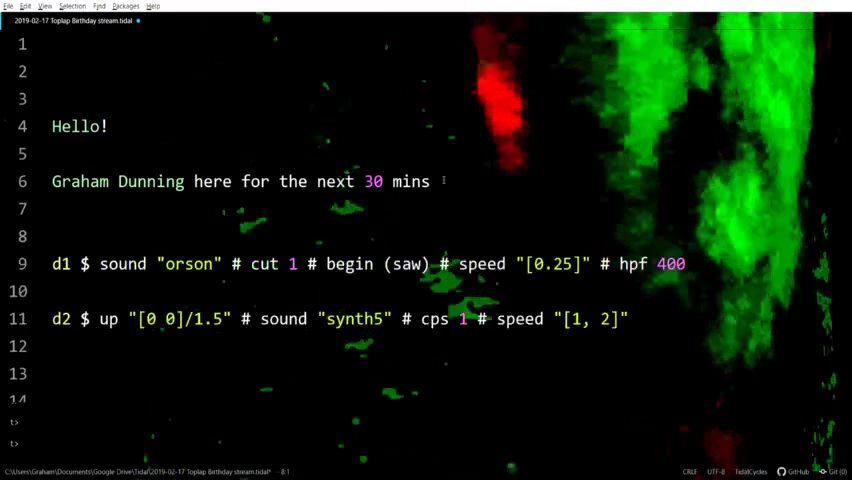 File Edit View Selection Find Packages Help
2019-02-17 Toplap Birthday stream.tidal
1
2
3
4 Hello!
5
6 Graham Dunning here for the next 30 mins
7
8
9 d1 $ sound "orson" # cut 1 # begin (saw) # speed "[0.25]" # hpf 400
10
11 d2 $ up "[0 0]/1.5" # sound "synth5" # cps 1 # speed "[1, 2]"
12
13
14
t>
t>
C:\Users\Graham\Documents\Google Drive\Tidal\2019-02-17 Toplap Birthday stream.tidal* 8:1 CRLF UTF-8 TidalCycles GitHub Git (0)